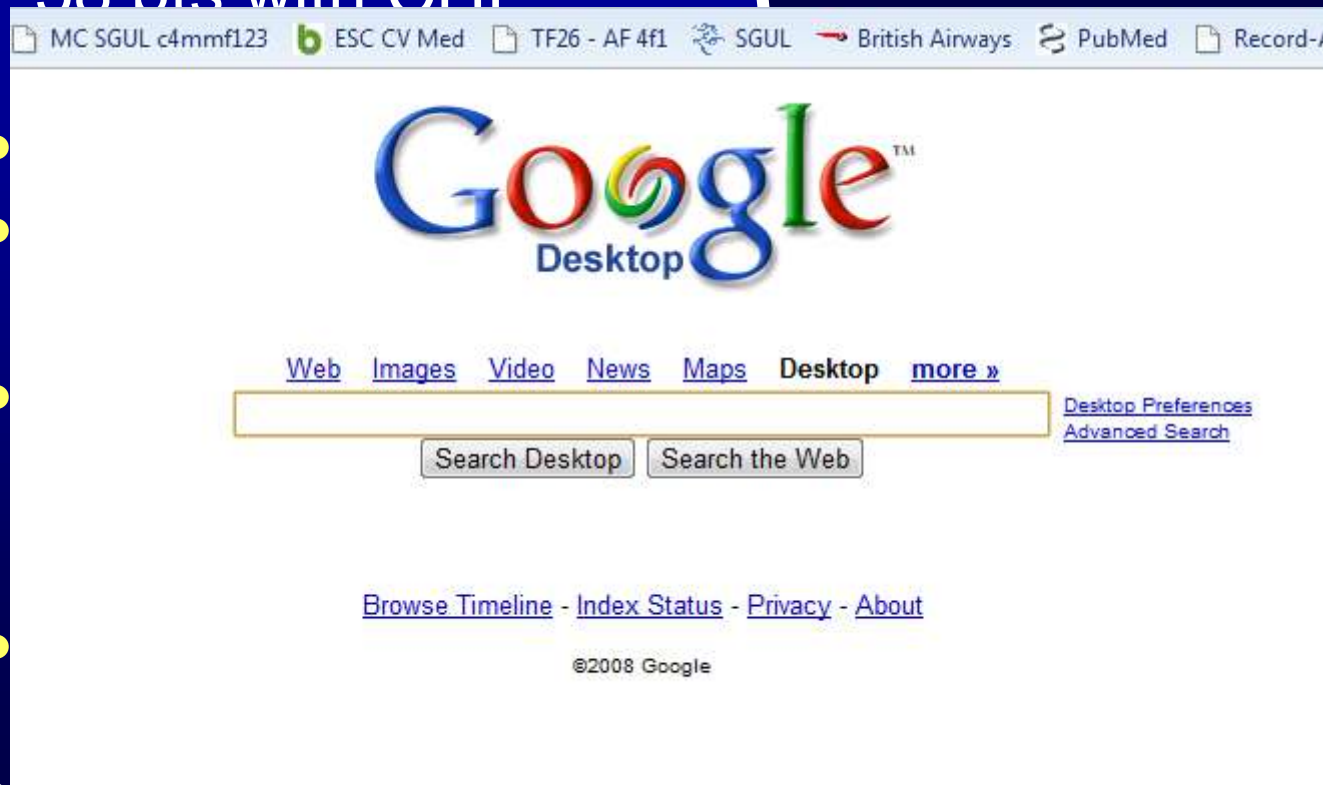 MC SGUL c4mmf123 ESC CV Med TF26 - AF 4f1 SGUL British Airways PubMed Record-
Google™
Desktop
Web Images Video News Maps Desktop more »
Desktop Preferences
Advanced Search
Search Desktop Search the Web
Browse Timeline - Index Status - Privacy - About
©2008 Google